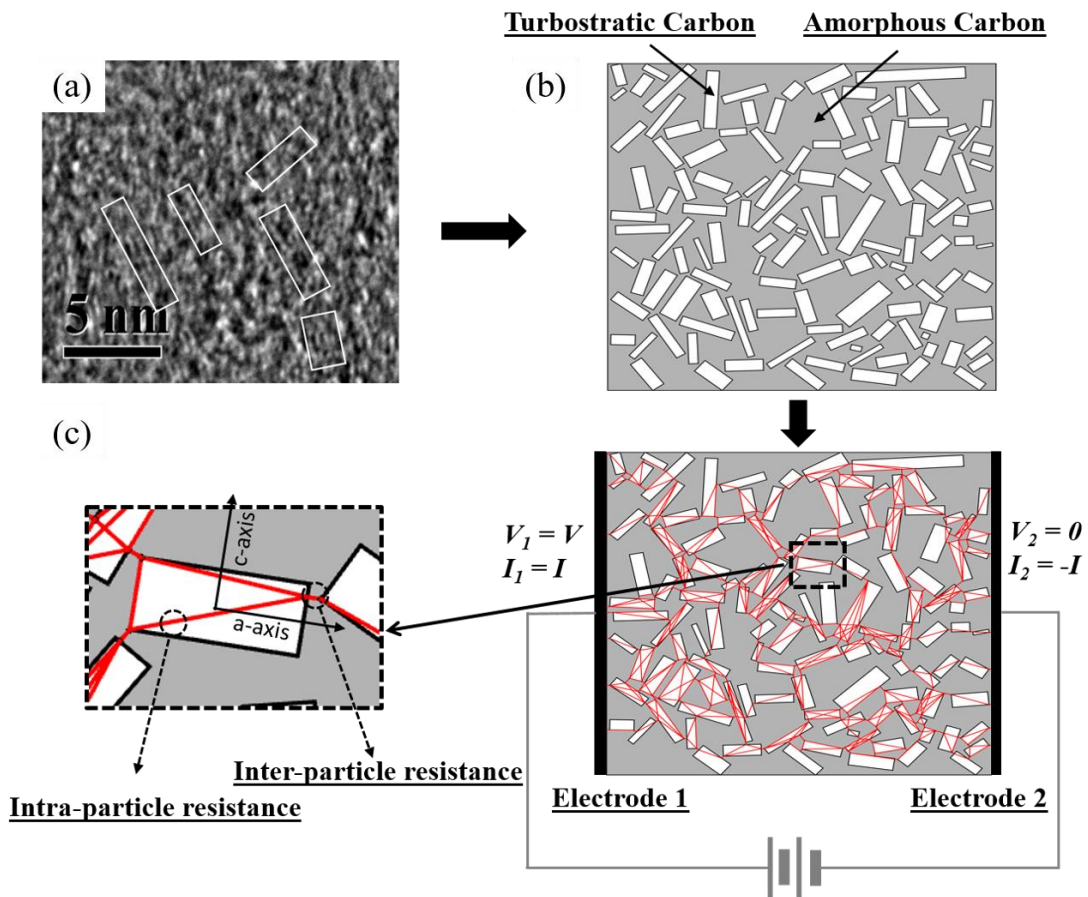 Turbostratic Carbon
Amorphous Carbon
(a)
(b)
5 nm
(c)
c-axis
a-axis
V1 = V
I1 = I
V2 = 0
I2 = -I
Inter-particle resistance
Intra-particle resistance
Electrode 1
Electrode 2